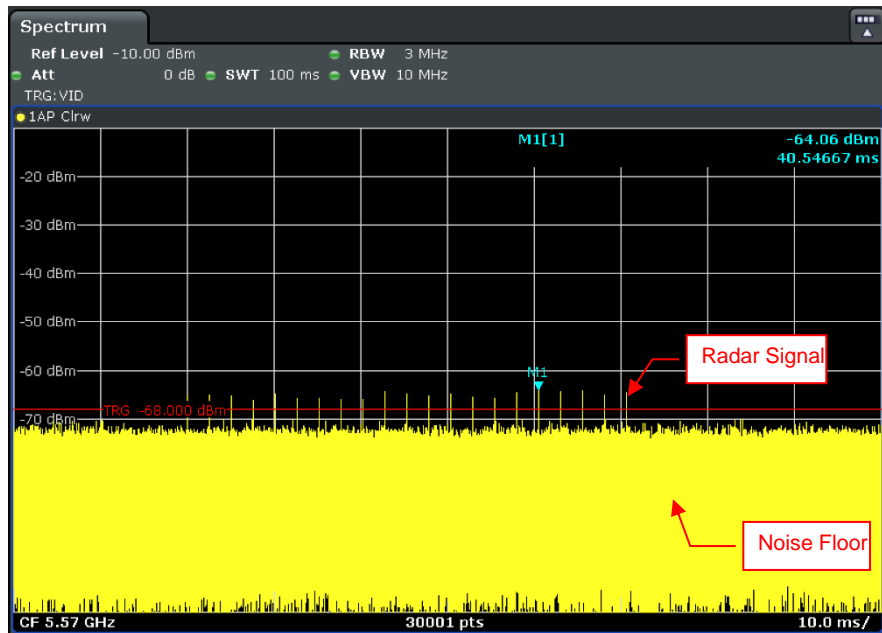 Spectrum
Ref Level -10.00 dBm RBW 3 MHz
Att 0 dB SWT 100 ms VBW 10 MHz
TRG:VID
1AP Clrw
M1[1] -64.06 dBm
40.54667 ms
-20 dBm
-30 dBm
-40 dBm
-50 dBm
Radar Signal
-60 dBm
M1
TRG -68.000 dBm
-70 dBm
Noise Floor
CF 5.57 GHz 30001 pts 10.0 ms/